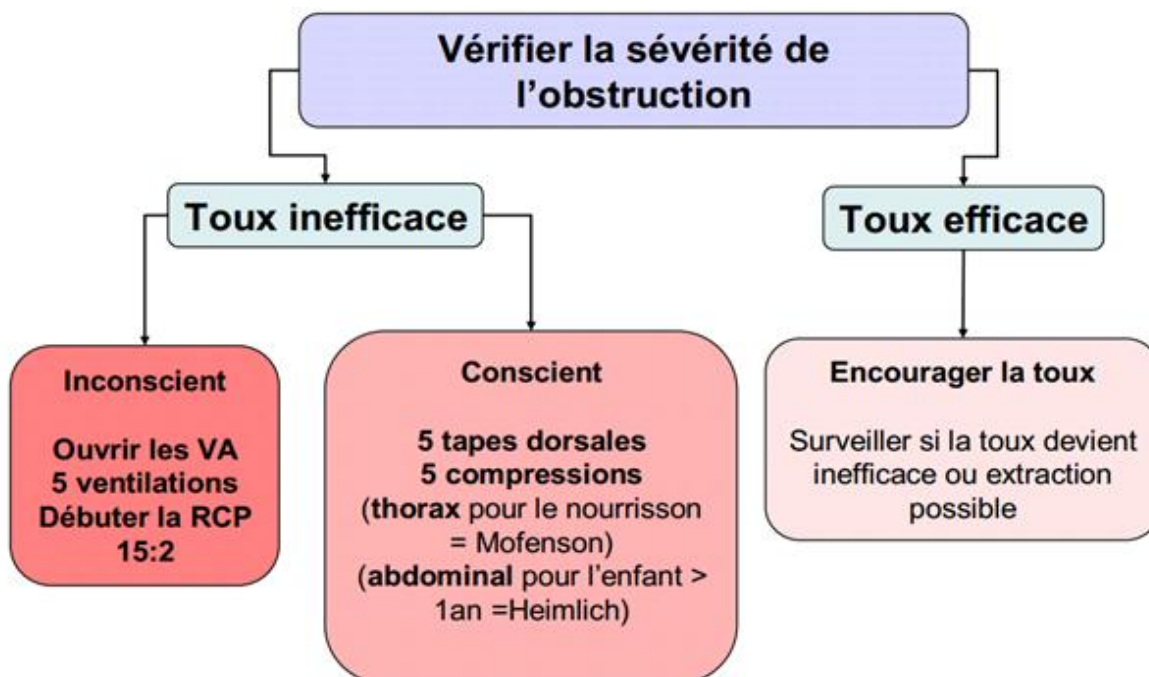 Vérifier la sévérité de
l'obstruction
Toux inefficace
Toux efficace
Inconscient
Ouvrir les VA
5 ventilations
Débuter la RCP
15:2
Conscient
5 tapes dorsales
5 compressions
(thorax pour le nourrisson
= Mofenson)
(abdominal pour l'enfant >
1an =Heimlich)
Encourager la toux
Surveiller si la toux devient
inefficace ou extraction
possible